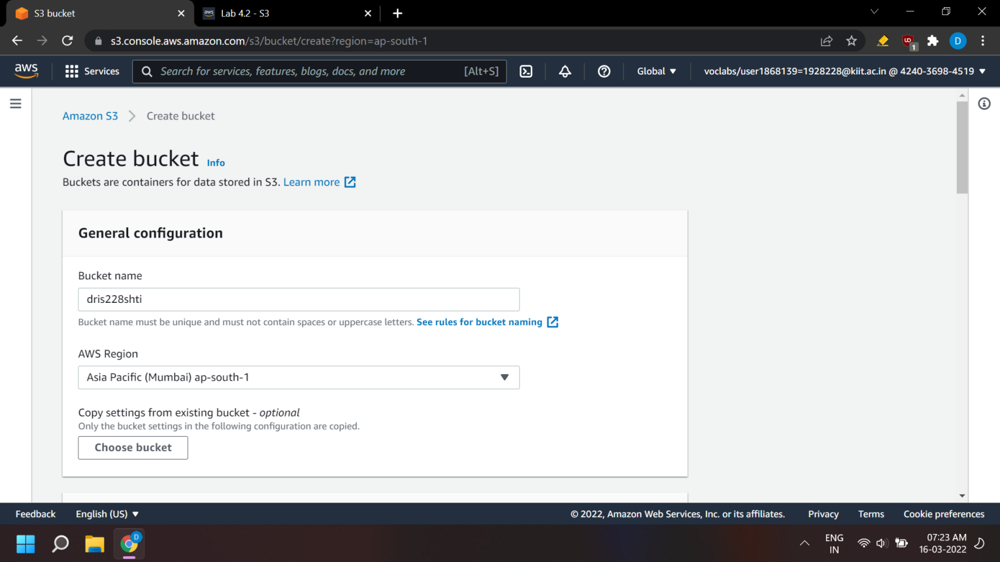 S3 bucket
Lab 4.2 - S3
s3.console.aws.amazon.com/s3/bucket/create?region=ap-south-1
D
1
aws
Services
Search for services, features, blogs, docs, and more
[Alt+S]
Global
voclabs/user1868139=1928228@kiit.ac.in @ 4240-3698-4519
Amazon S3
Create bucket
Create bucket Info
Buckets are containers for data stored in S3. Learn more
General configuration
Bucket name
dris228shti
Bucket name must be unique and must not contain spaces or uppercase letters. See rules for bucket naming
AWS Region
Asia Pacific (Mumbai) ap-south-1
Copy settings from existing bucket - optional
Only the bucket settings in the following configuration are copied.
Choose bucket
Feedback
English (US)
© 2022, Amazon Web Services, Inc. or its affiliates.
Privacy
Terms
Cookie preferences
D
ENG
IN
07:23 AM
16-03-2022